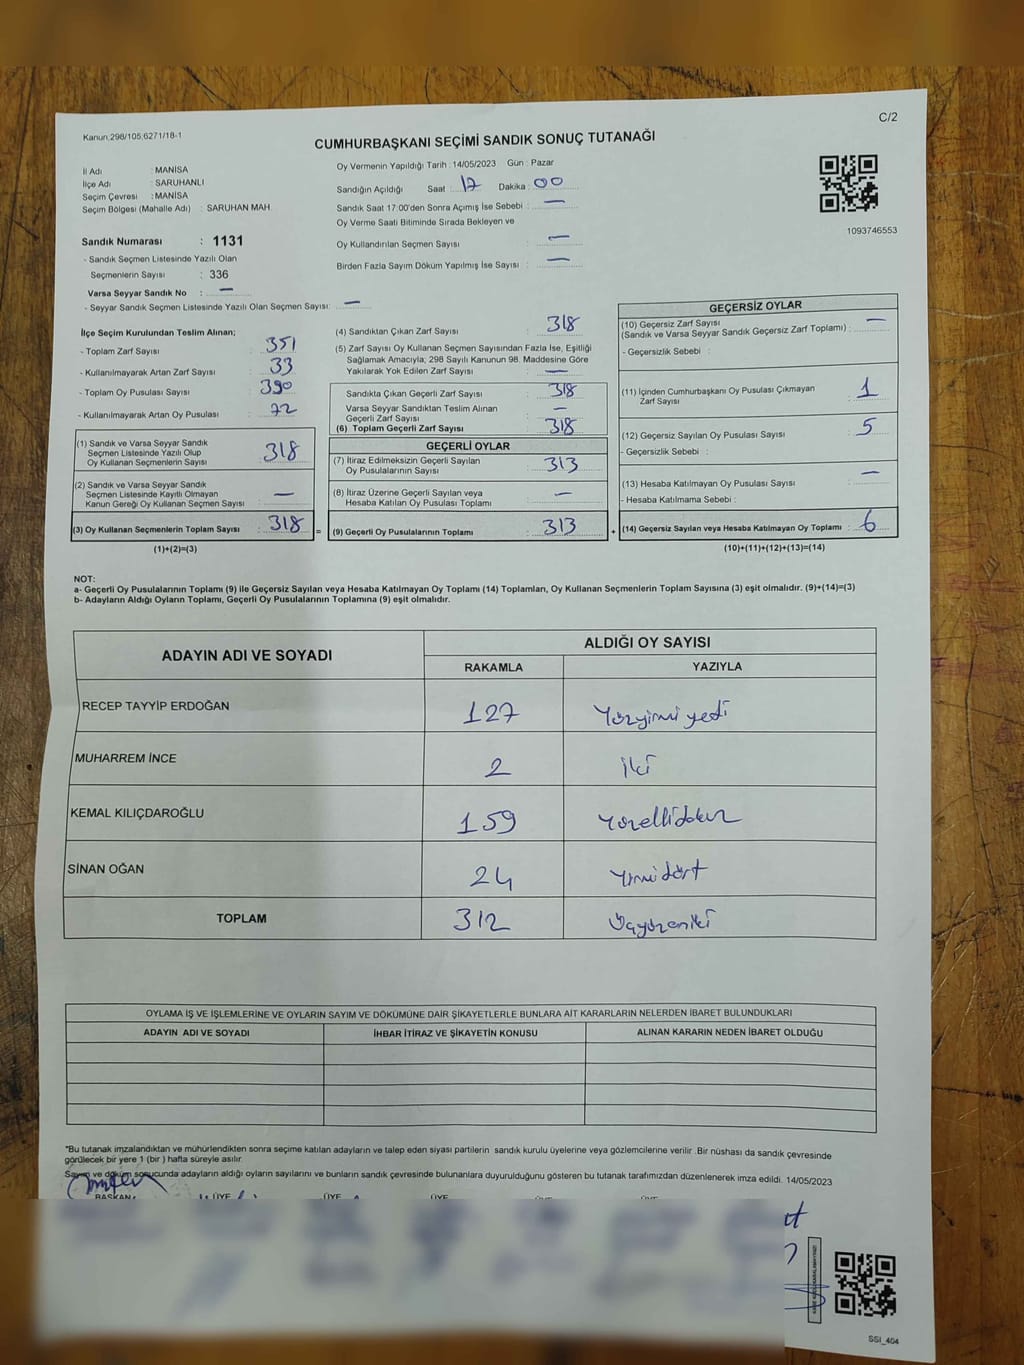 Kanun:298/105,6271/18-1
C/2
CUMHURBAŞKANI SEÇİMİ SANDIK SONUÇ TUTANAĞI
İl Adı : MANİSA
İlçe Adı : SARUHANLI
Seçim Çevresi : MANİSA
Seçim Bölgesi (Mahalle Adı) : SARUHAN MAH.
Oy Vermenin Yapıldığı Tarih : 14/05/2023 Gün : Pazar
Sandığın Açıldığı Saat : 17 Dakika : 00
Sandık Saat 17:00'den Sonra Açımış İse Sebebi : —
Oy Verme Saati Bitiminde Sırada Bekleyen ve
Oy Kullandırılan Seçmen Sayısı : —
Birden Fazla Sayım Döküm Yapılmış İse Sayısı : —
1093746553
Sandık Numarası : 1131
- Sandık Seçmen Listesinde Yazılı Olan
Seçmenlerin Sayısı : 336
Varsa Seyyar Sandık No : —
- Seyyar Sandık Seçmen Listesinde Yazılı Olan Seçmen Sayısı: —
İlçe Seçim Kurulundan Teslim Alınan;
- Toplam Zarf Sayısı : 351
- Kullanılmayarak Artan Zarf Sayısı : 33
- Toplam Oy Pusulası Sayısı : 390
- Kullanılmayarak Artan Oy Pusulası : 72
(1) Sandık ve Varsa Seyyar Sandık
Seçmen Listesinde Yazılı Olup
Oy Kullanan Seçmenlerin Sayısı : 318
(2) Sandık ve Varsa Seyyar Sandık
Seçmen Listesinde Kayıtlı Olmayan
Kanun Gereği Oy Kullanan Seçmen Sayısı : —
(3) Oy Kullanan Seçmenlerin Toplam Sayısı : 318 =
(1)+(2)=(3)
(4) Sandıktan Çıkan Zarf Sayısı : 318
(5) Zarf Sayısı Oy Kullanan Seçmen Sayısından Fazla İse, Eşitliği
Sağlamak Amacıyla; 298 Sayılı Kanunun 98. Maddesine Göre
Yakılarak Yok Edilen Zarf Sayısı : —
Sandıkta Çıkan Geçerli Zarf Sayısı : 318
Varsa Seyyar Sandıktan Teslim Alınan
Geçerli Zarf Sayısı : —
(6) Toplam Geçerli Zarf Sayısı : 318
GEÇERLİ OYLAR
(7) İtiraz Edilmeksizin Geçerli Sayılan
Oy Pusulalarının Sayısı : 313
(8) İtiraz Üzerine Geçerli Sayılan veya
Hesaba Katılan Oy Pusulası Toplamı : —
(9) Geçerli Oy Pusulalarının Toplamı : 313 +
GEÇERSİZ OYLAR
(10) Geçersiz Zarf Sayısı
(Sandık ve Varsa Seyyar Sandık Geçersiz Zarf Toplamı) : —
- Geçersizlik Sebebi :
(11) İçinden Cumhurbaşkanı Oy Pusulası Çıkmayan
Zarf Sayısı : 1
(12) Geçersiz Sayılan Oy Pusulası Sayısı : 5
- Geçersizlik Sebebi :
(13) Hesaba Katılmayan Oy Pusulası Sayısı : —
- Hesaba Katılmama Sebebi :
(14) Geçersiz Sayılan veya Hesaba Katılmayan Oy Toplamı : 6
(10)+(11)+(12)+(13)=(14)
NOT:
a- Geçerli Oy Pusulalarının Toplamı (9) ile Geçersiz Sayılan veya Hesaba Katılmayan Oy Toplamı (14) Toplamları, Oy Kullanan Seçmenlerin Toplam Sayısına (3) eşit olmalıdır. (9)+(14)=(3)
b- Adayların Aldığı Oyların Toplamı, Geçerli Oy Pusulalarının Toplamına (9) eşit olmalıdır.
ADAYIN ADI VE SOYADI
ALDIĞI OY SAYISI
RAKAMLA YAZIYLA
RECEP TAYYİP ERDOĞAN 127 Yüzyirmi yedi
MUHARREM İNCE 2 iki
KEMAL KILIÇDAROĞLU 159 Yüzellidokuz
SİNAN OĞAN 24 Yirmidört
TOPLAM 312 Üçyüzoniki
OYLAMA İŞ VE İŞLEMLERİNE VE OYLARIN SAYIM VE DÖKÜMÜNE DAİR ŞİKAYETLERLE BUNLARA AİT KARARLARIN NELERDEN İBARET BULUNDUKLARI
ADAYIN ADI VE SOYADI İHBAR İTİRAZ VE ŞİKAYETİN KONUSU ALINAN KARARIN NEDEN İBARET OLDUĞU
*Bu tutanak imzalandıktan ve mühürlendikten sonra seçime katılan adayların ve talep eden siyasi partilerin sandık kurulu üyelerine veya gözlemcilerine verilir. Bir nüshası da sandık çevresinde
görülecek bir yere 1 (bir ) hafta süreyle asılır.
Sayım ve döküm sonucunda adayların aldığı oyların sayılarını ve bunların sandık çevresinde bulunanlara duyurulduğunu gösteren bu tutanak tarafımızdan düzenlenerek imza edildi. 14/05/2023
BAŞKAN ÜYE ÜYE ÜYE ÜYE
SSI_404